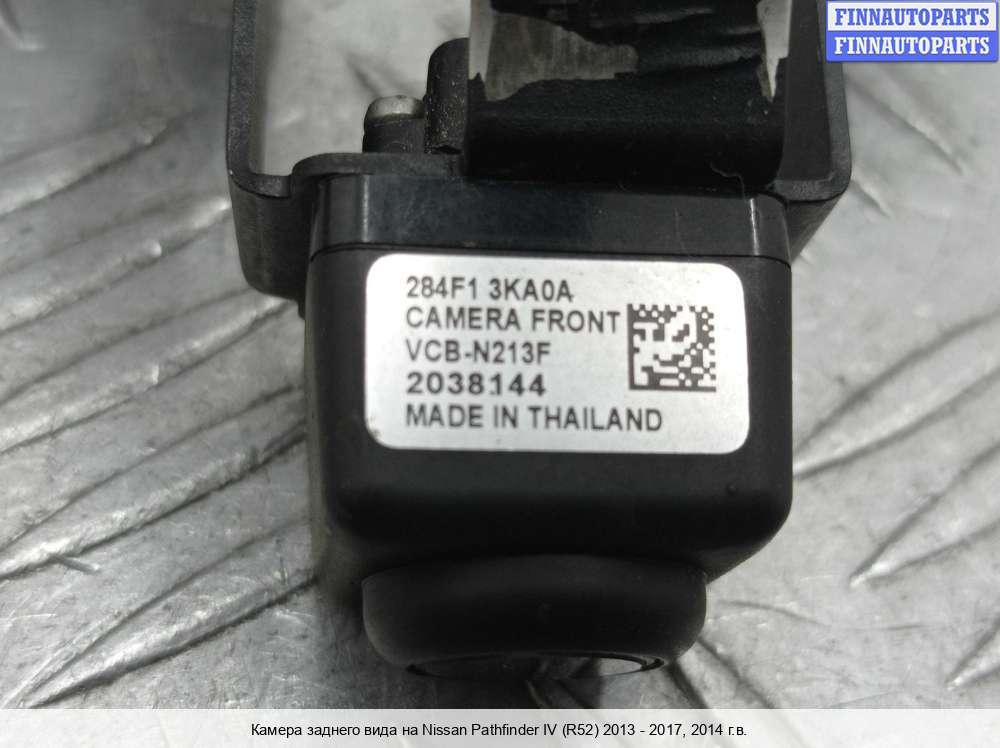 FINNAUTOPARTS
FINNAUTOPARTS
284F1 3KA0A
CAMERA FRONT
VCB-N213F
2038144
MADE IN THAILAND
Камера заднего вида на Nissan Pathfinder IV (R52) 2013 - 2017, 2014 г.в.